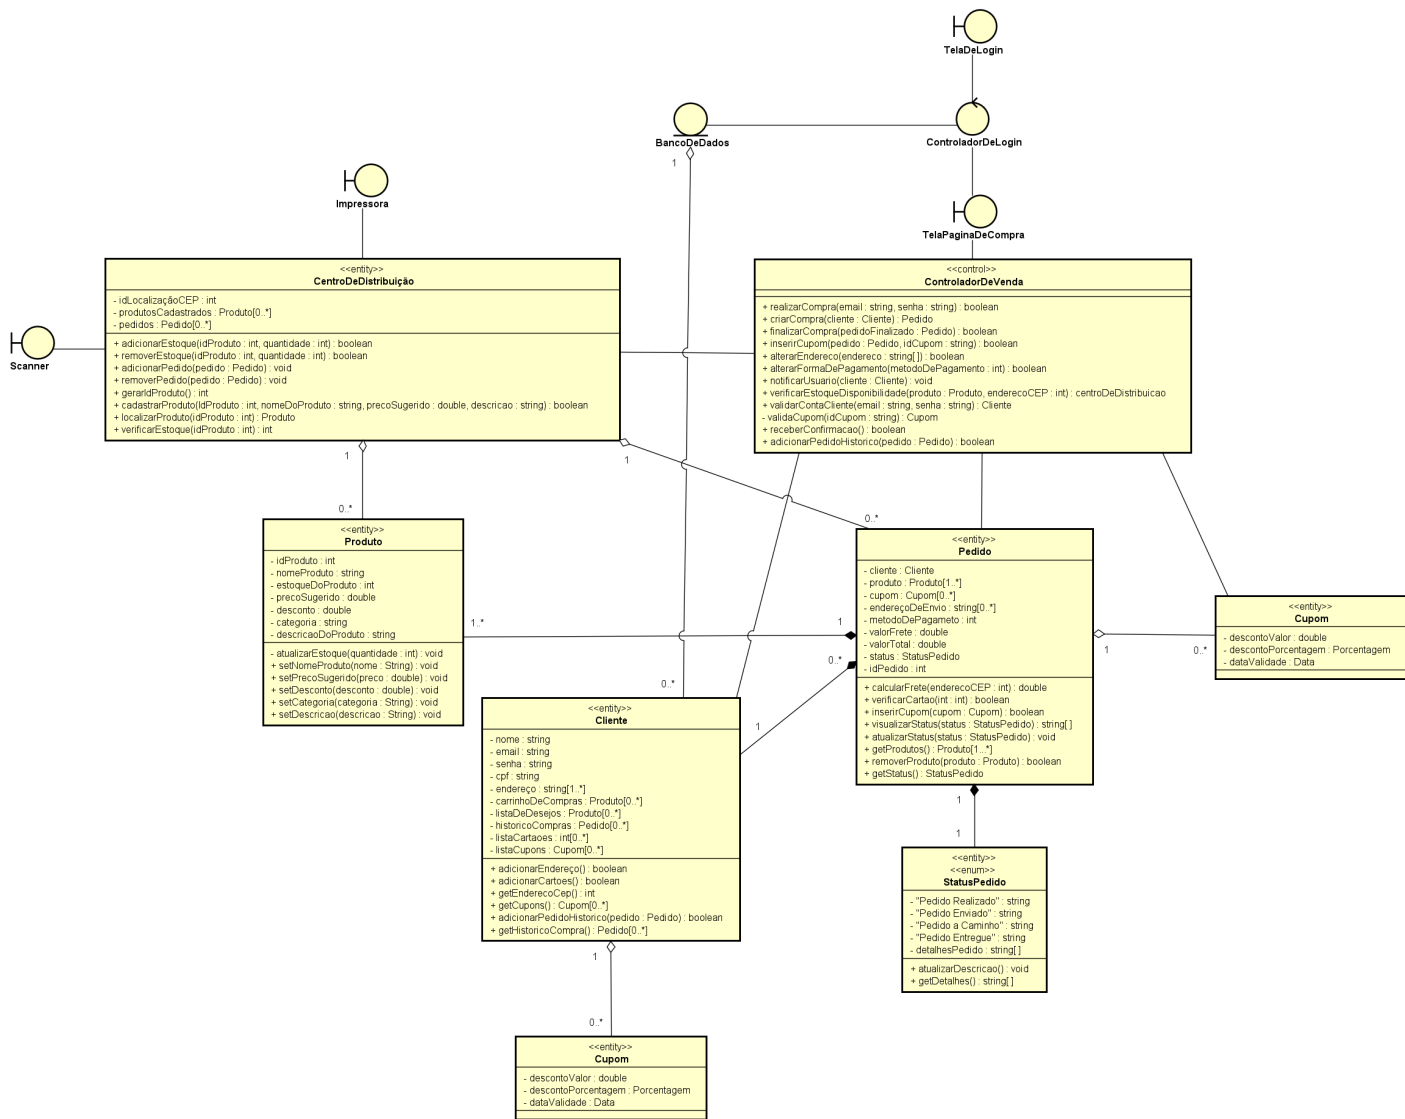 TelaDeLogin
BancoDeDados
ControladorDeLogin
1
Impressora
TelaPaginaDeCompra
Scanner
<<entity>>
CentroDeDistribuição
- idLocalizaçãoCEP : int
- produtosCadastrados : Produto[0..*]
- pedidos : Pedido[0..*]
+ adicionarEstoque(idProduto : int, quantidade : int) : boolean
+ removerEstoque(idProduto : int, quantidade : int) : boolean
+ adicionarPedido(pedido : Pedido) : void
+ removerPedido(pedido : Pedido) : void
+ gerarIdProduto() : int
+ cadastrarProduto(IdProduto : int, nomeDoProduto : string, precoSugerido : double, descricao : string) : boolean
+ localizarProduto(idProduto : int) : Produto
+ verificarEstoque(idProduto : int) : int
<<control>>
ControladorDeVenda
+ realizarCompra(email : string, senha : string) : boolean
+ criarCompra(cliente : Cliente) : Pedido
+ finalizarCompra(pedidoFinalizado : Pedido) : boolean
+ inserirCupom(pedido : Pedido, idCupom : string) : boolean
+ alterarEndereco(endereco : string[ ]) : boolean
+ alterarFormaDePagamento(metodoDePagamento : int) : boolean
+ notificarUsuario(cliente : Cliente) : void
+ verificarEstoqueDisponibilidade(produto : Produto, enderecoCEP : int) : centroDeDistribuicao
+ validarContaCliente(email : string, senha : string) : Cliente
- validaCupom(idCupom : string) : Cupom
+ receberConfirmacao() : boolean
+ adicionarPedidoHistorico(pedido : Pedido) : boolean
1
1
0..*
0..*
<<entity>>
Produto
- idProduto : int
- nomeProduto : string
- estoqueDoProduto : int
- precoSugerido : double
- desconto : double
- categoria : string
- descricaoDoProduto : string
- atualizarEstoque(quantidade : int) : void
+ setNomeProduto(nome : String) : void
+ setPrecoSugerido(preco : double) : void
+ setDesconto(desconto : double) : void
+ setCategoria(categoria : String) : void
+ setDescricao(descricao : String) : void
1..*
1
0..*
0..*
1
<<entity>>
Pedido
- cliente : Cliente
- produto : Produto[1..*]
- cupom : Cupom[0..*]
- endereçoDeEnvio : string[0..*]
- metodoDePagameto : int
- valorFrete : double
- valorTotal : double
- status : StatusPedido
- idPedido : int
+ calcularFrete(enderecoCEP : int) : double
+ verificarCartao(int : int) : boolean
+ inserirCupom(cupom : Cupom) : boolean
+ visualizarStatus(status : StatusPedido) : string[ ]
+ atualizarStatus(status : StatusPedido) : void
+ getProdutos() : Produto[1...*]
+ removerProduto(produto : Produto) : boolean
+ getStatus() : StatusPedido
1
0..*
<<entity>>
Cupom
- descontoValor : double
- descontoPorcentagem : Porcentagem
- dataValidade : Data
<<entity>>
Cliente
- nome : string
- email : string
- senha : string
- cpf : string
- endereço : string[1..*]
- carrinhoDeCompras : Produto[0..*]
- listaDeDesejos : Produto[0..*]
- historicoCompras : Pedido[0..*]
- listaCartaoes : int[0..*]
- listaCupons : Cupom[0..*]
+ adicionarEndereço() : boolean
+ adicionarCartoes() : boolean
+ getEnderecoCep() : int
+ getCupons() : Cupom[0..*]
+ adicionarPedidoHistorico(pedido : Pedido) : boolean
+ getHistoricoCompra() : Pedido[0..*]
1
1
<<entity>>
<<enum>>
StatusPedido
- "Pedido Realizado" : string
- "Pedido Enviado" : string
- "Pedido a Caminho" : string
- "Pedido Entregue" : string
- detalhesPedido : string[ ]
+ atualizarDescricao() : void
+ getDetalhes() : string[ ]
1
0..*
<<entity>>
Cupom
- descontoValor : double
- descontoPorcentagem : Porcentagem
- dataValidade : Data